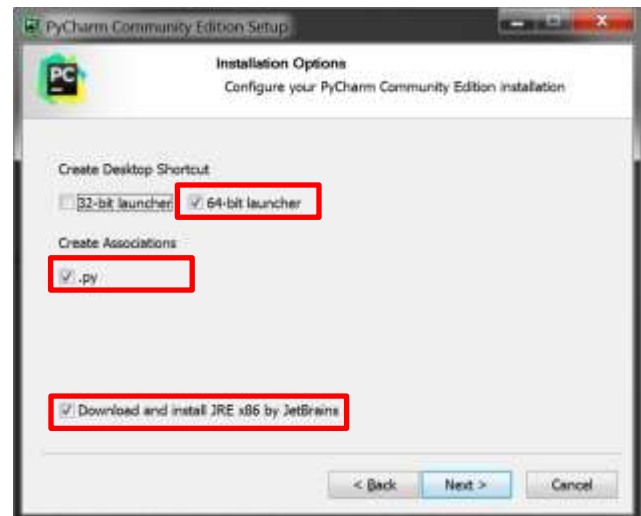 PyCharm Community Edition Setup
PC
Installation Options
Configure your PyCharm Community Edition installation
Create Desktop Shortcut
32-bit launcher 64-bit launcher
Create Associations
.py
Download and install JRE x86 by JetBrains
< Back Next > Cancel